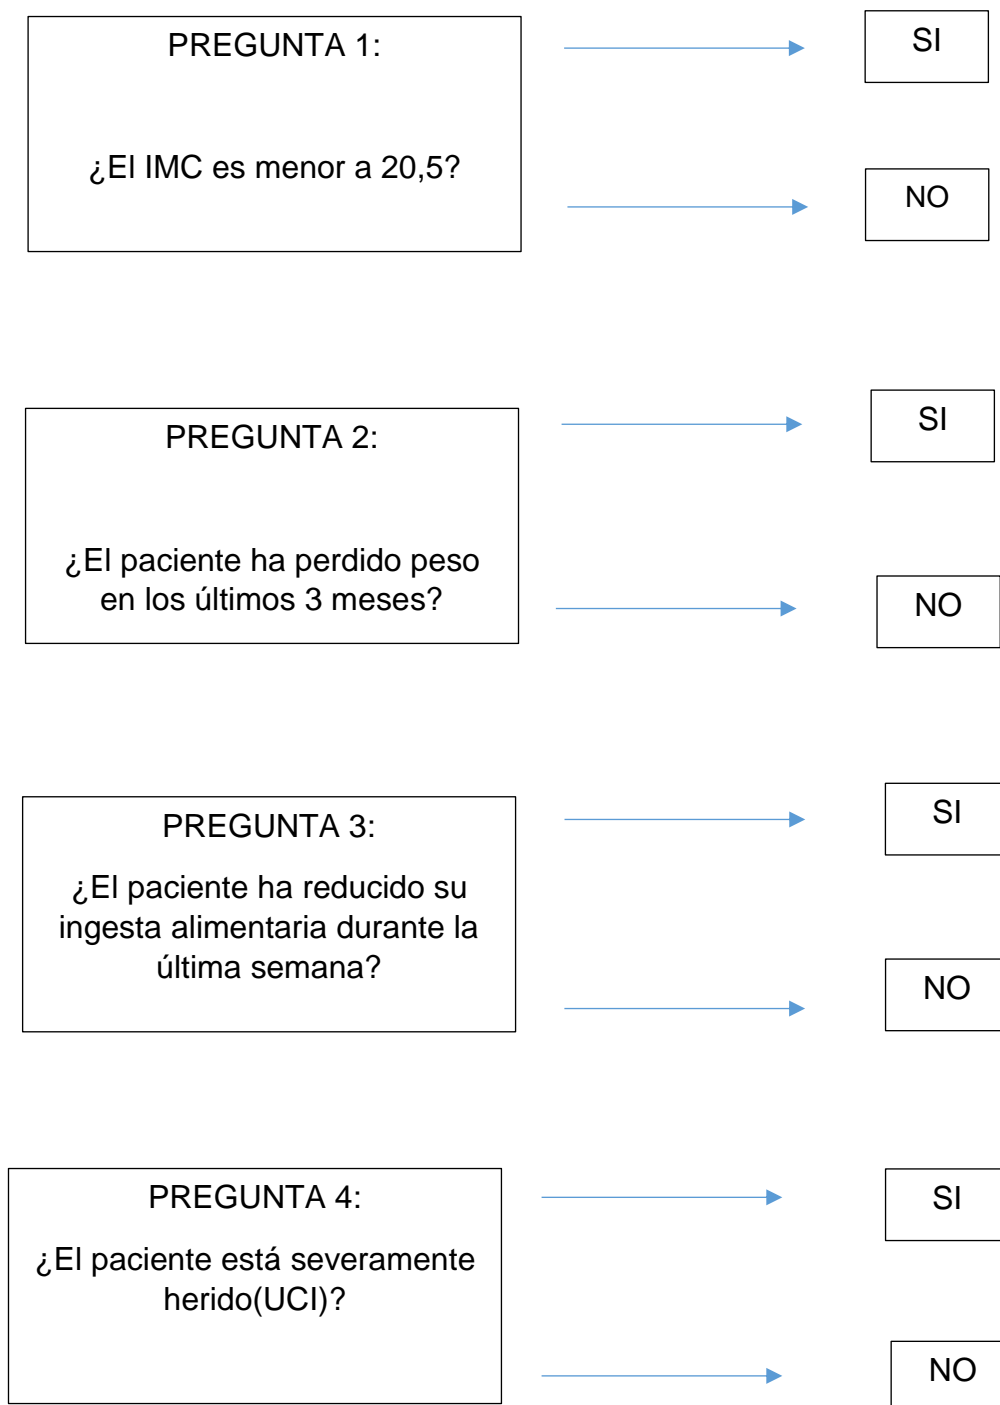 PREGUNTA 1:
¿El IMC es menor a 20,5?
SI
NO
PREGUNTA 2:
¿El paciente ha perdido peso
en los últimos 3 meses?
SI
NO
PREGUNTA 3:
¿El paciente ha reducido su
ingesta alimentaria durante la
última semana?
SI
NO
PREGUNTA 4:
¿El paciente está severamente
herido(UCI)?
SI
NO